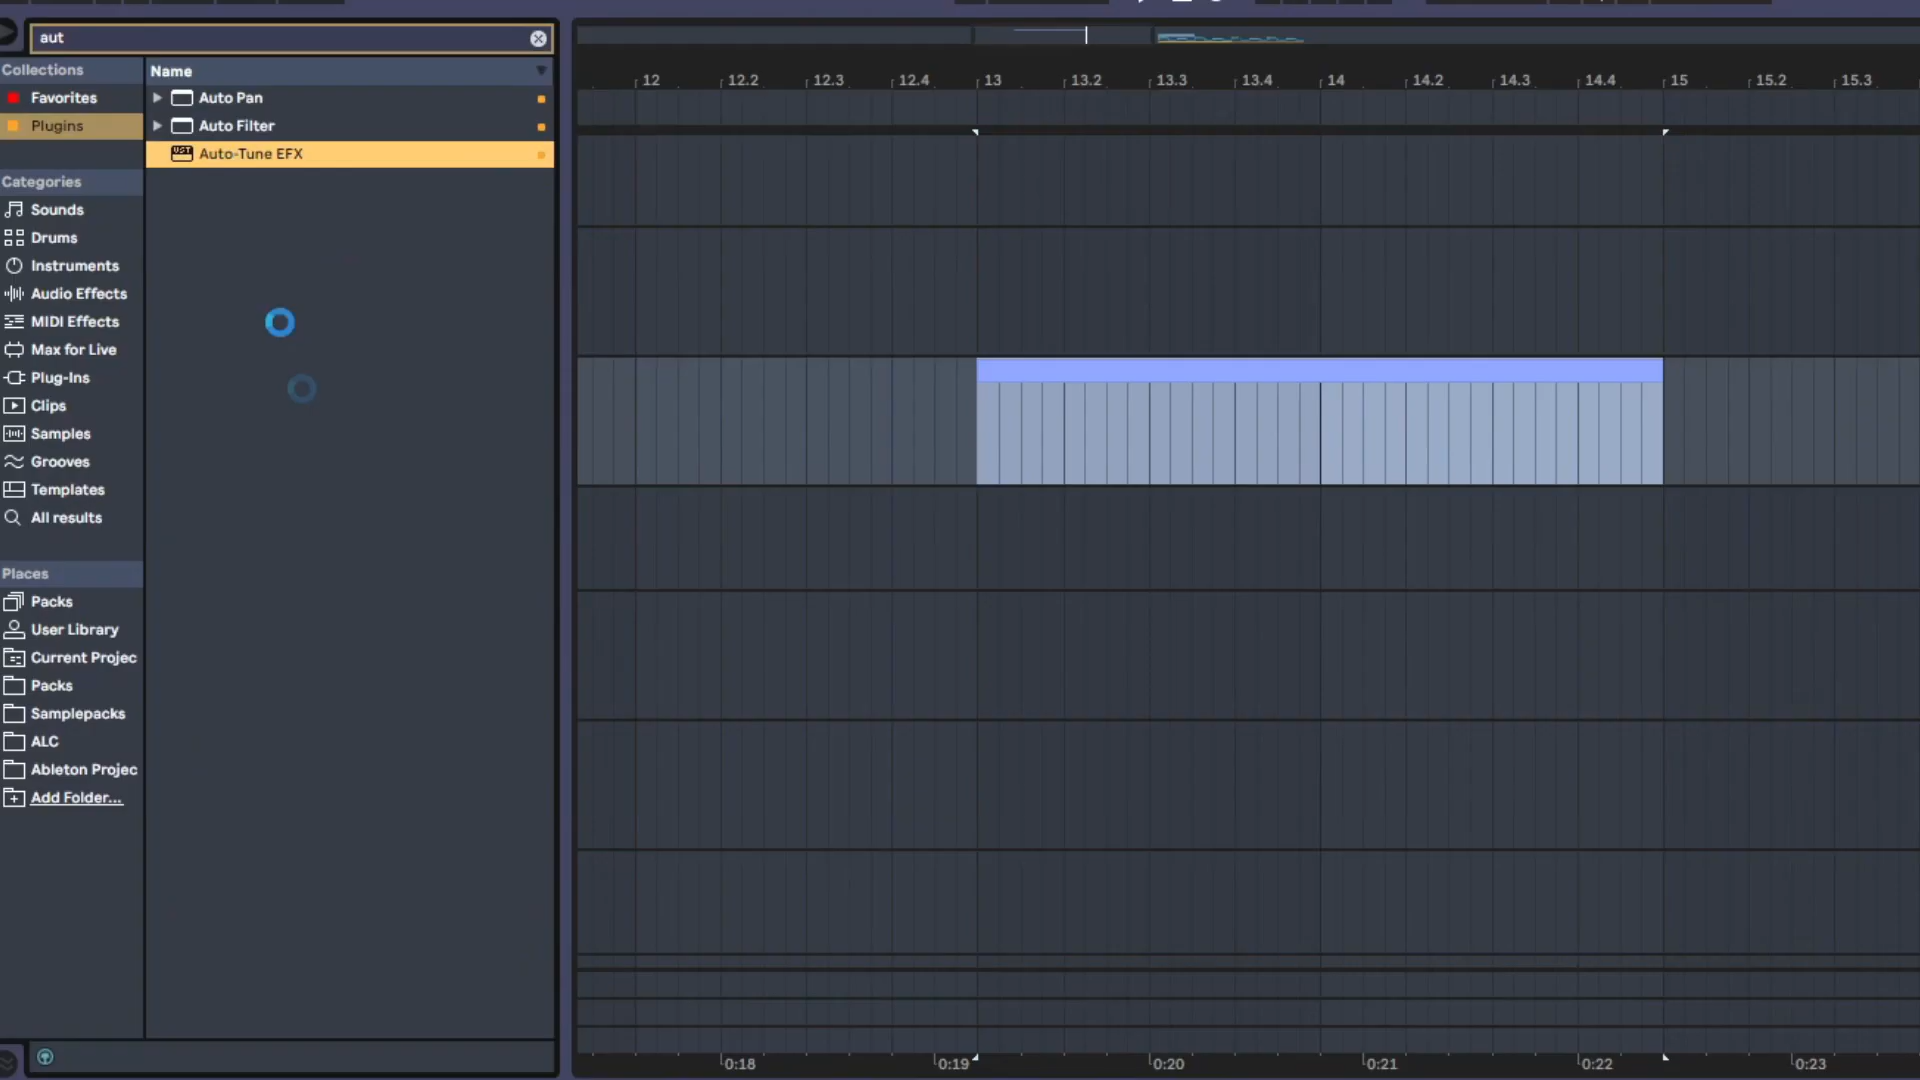 aut
Collections
Favorites
Plugins
Categories
Sounds
Drums
Instruments
Audio Effects
MIDI Effects
Max for Live
Plug-Ins
Clips
Samples
Grooves
Templates
All results
Places
Packs
User Library
Current Projec
Packs
Samplepacks
ALC
Ableton Projec
Add Folder...
Name
Auto Pan
Auto Filter
VST Auto-Tune EFX
12 12.2 12.3 12.4 13 13.2 13.3 13.4 14 14.2 14.3 14.4 15 15.2 15.3
0:18 0:19 0:20 0:21 0:22 0:23